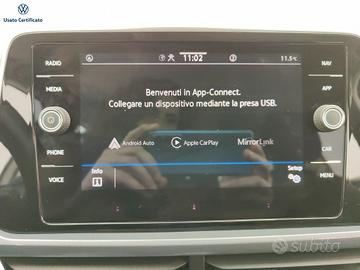 Usato Certificato
RADIO
MEDIA
PHONE
VOICE
11:02
11.5°C
Benvenuti in App-Connect.
Collegare un dispositivo mediante la presa USB.
Android Auto
Apple CarPlay
MirrorLink
Info
Setup
NAV
APP
CAR
MENU
Subito